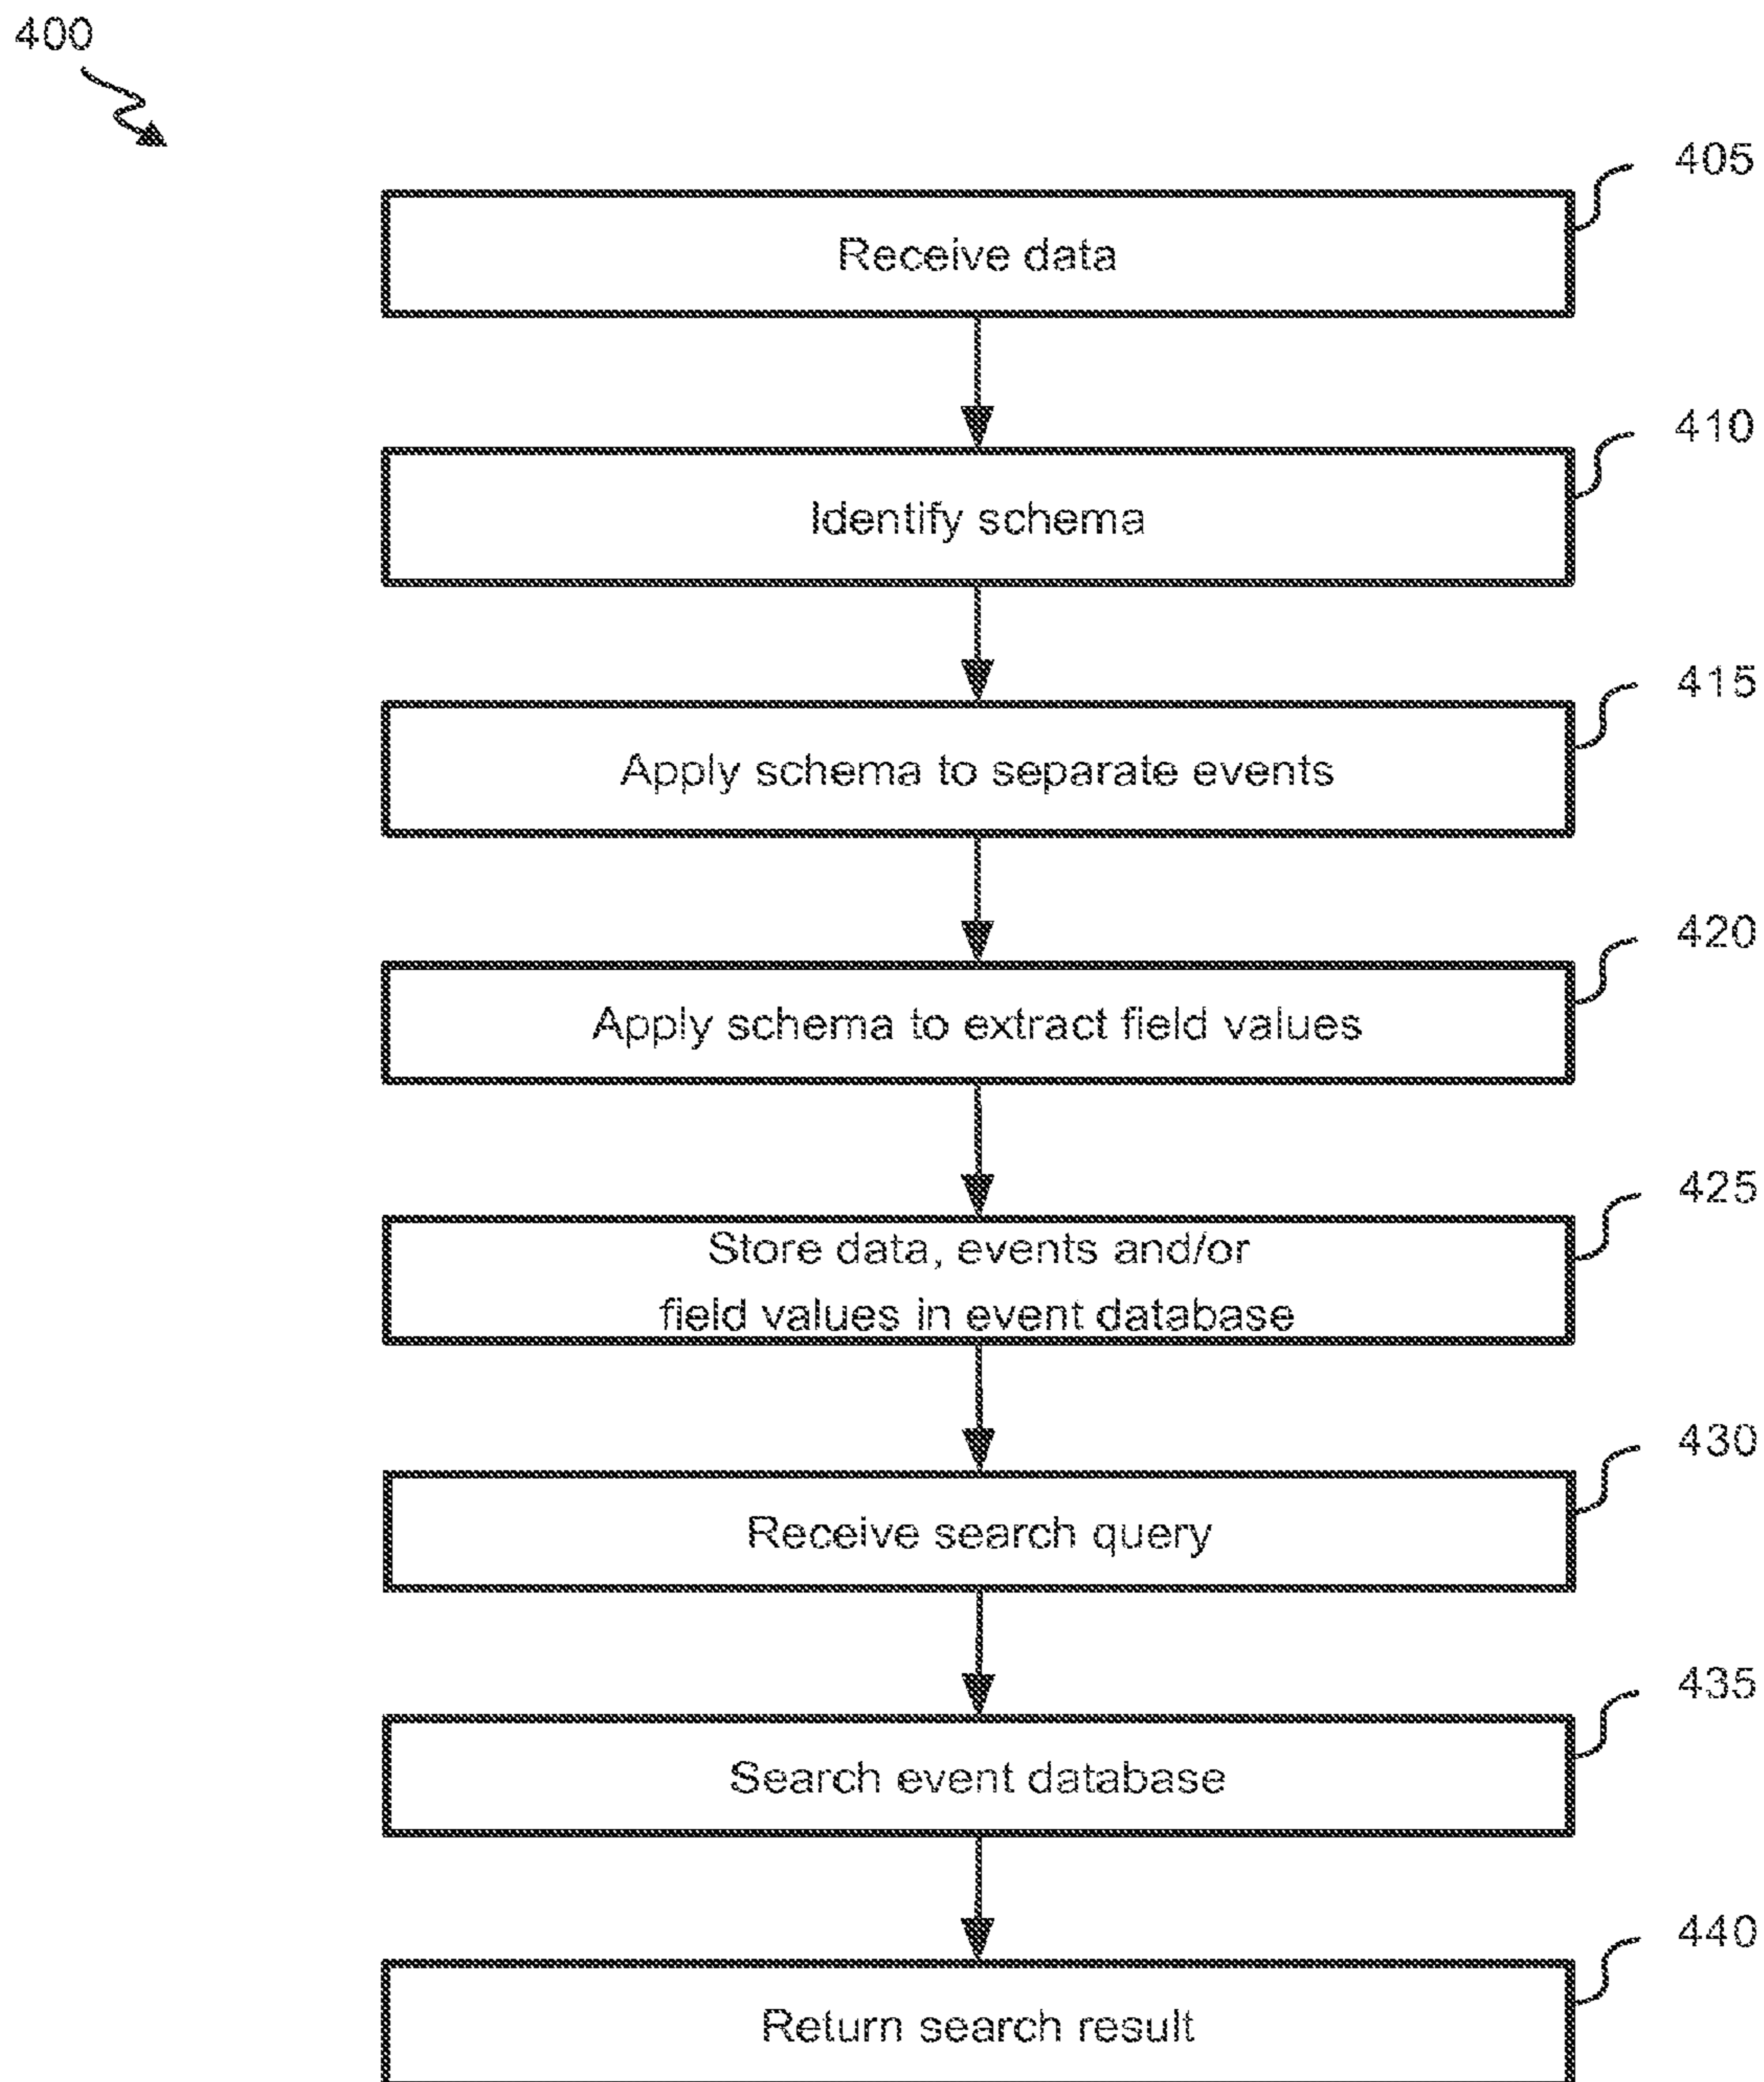 400
405
Receive data
410
Identify schema
415
Apply schema to separate events
420
Apply schema to extract field values
425
Store data, events and/or
field values in event database
430
Receive search query
435
Search event database
440
Return search result